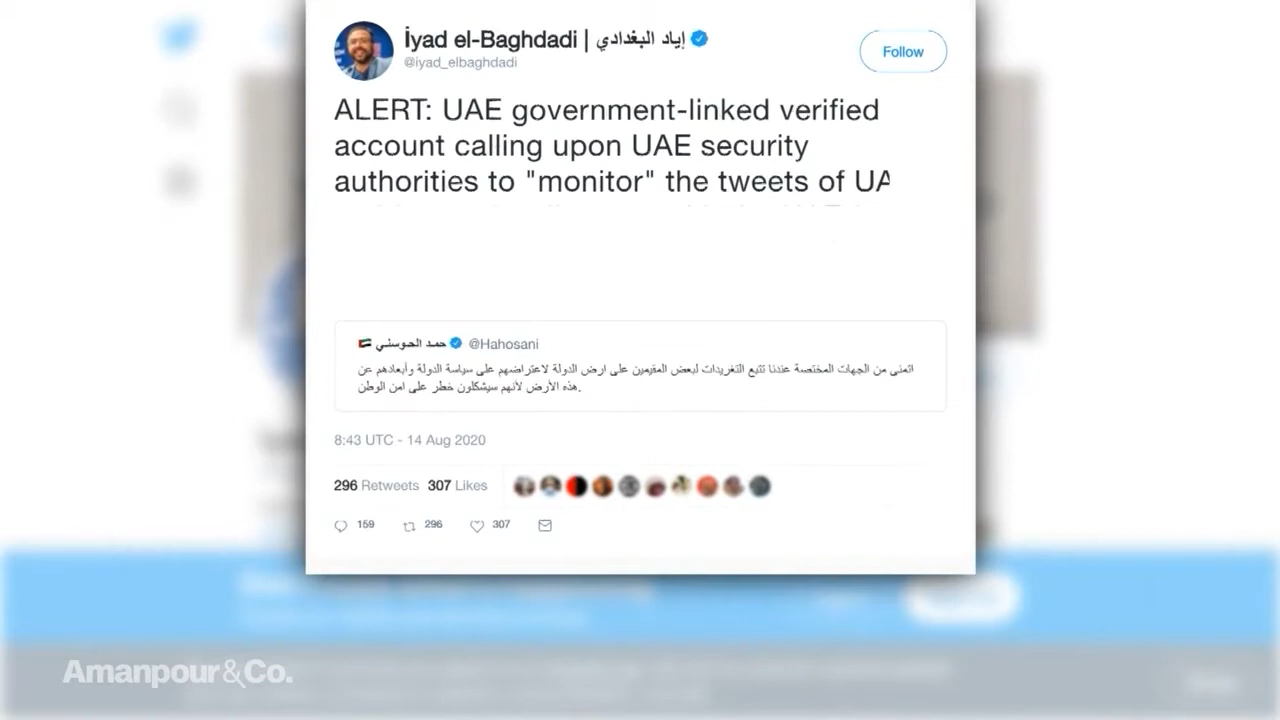 İyad el-Baghdadi | إياد البغدادي
Follow
@iyad_elbaghdadi
ALERT: UAE government-linked verified
account calling upon UAE security
authorities to "monitor" the tweets of UA
حمد الحوسني @Hahosani
اتمنى من الجهات المختصة عندنا تتبع التغريدات لبعض المقيمين على ارض الدولة لاعتراضهم على سياسة الدولة وأبعادهم عن
هذه الأرض لأنهم سيشكلون خطر على امن الوطن.
8:43 UTC - 14 Aug 2020
296 Retweets 307 Likes
159 296 307
Amanpour&Co.